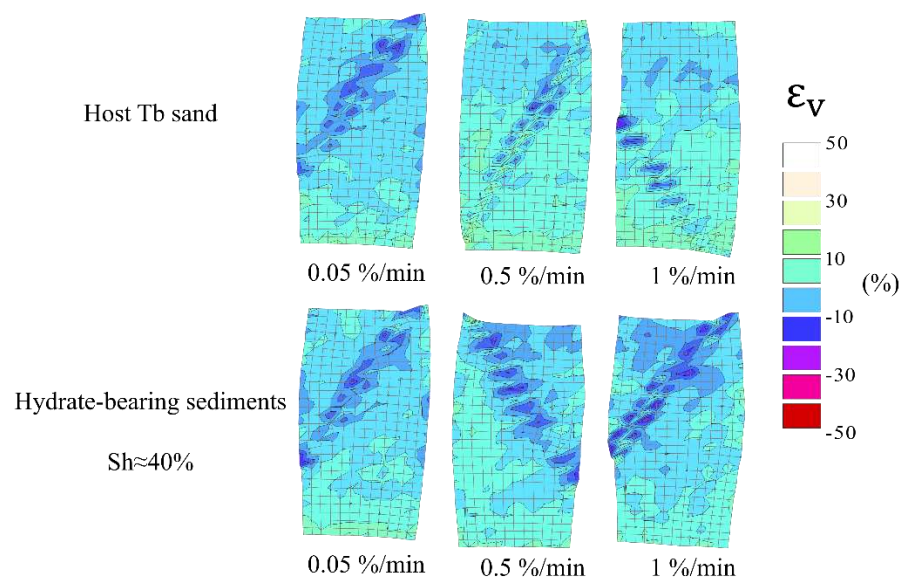 Host Tb sand
0.05 %/min
0.5 %/min
1 %/min
Hydrate-bearing sediments
Sh≈40%
0.05 %/min
0.5 %/min
1 %/min
εv
50
30
10
-10
-30
-50
(%)